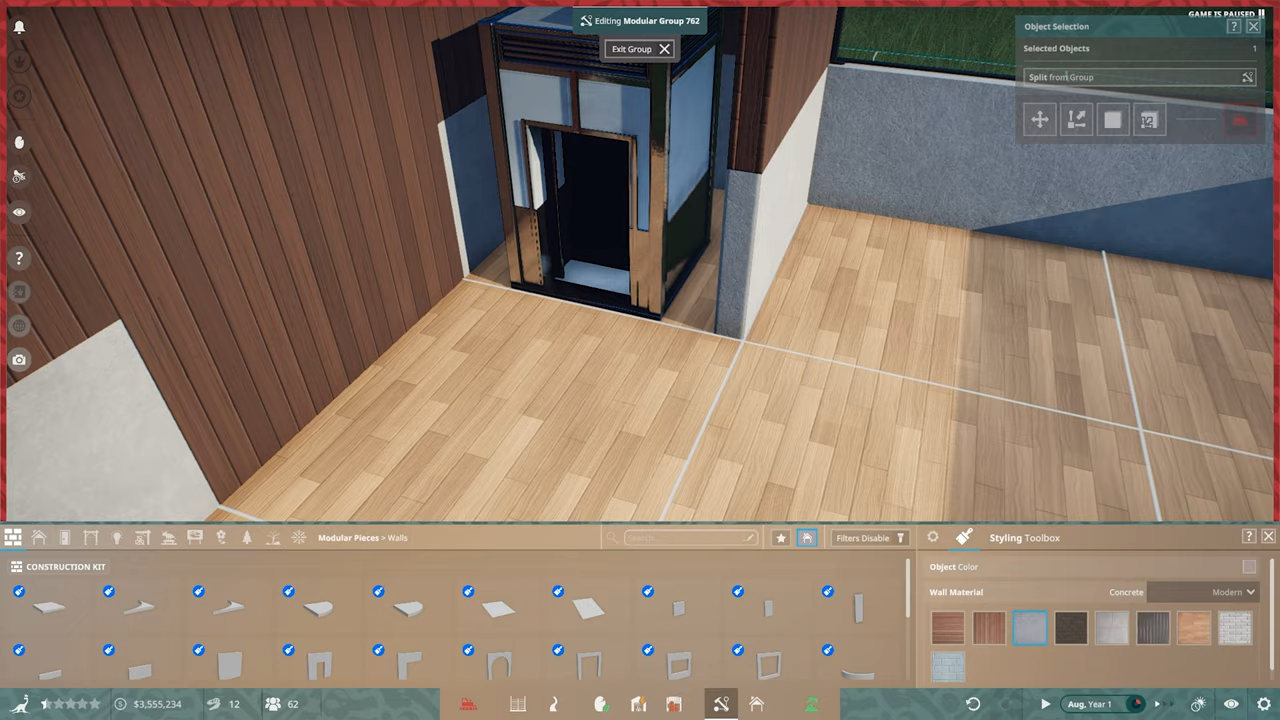 Editing Modular Group 762
Exit Group
GAME IS PAUSED
Object Selection
?
Selected Objects 1
Split from Group
12
?
Modular Pieces > Walls
Search...
Filters Disable
Styling Toolbox
?
CONSTRUCTION KIT
Object Color
Wall Material Concrete Modern
$3,555,234
12
62
Aug, Year 1